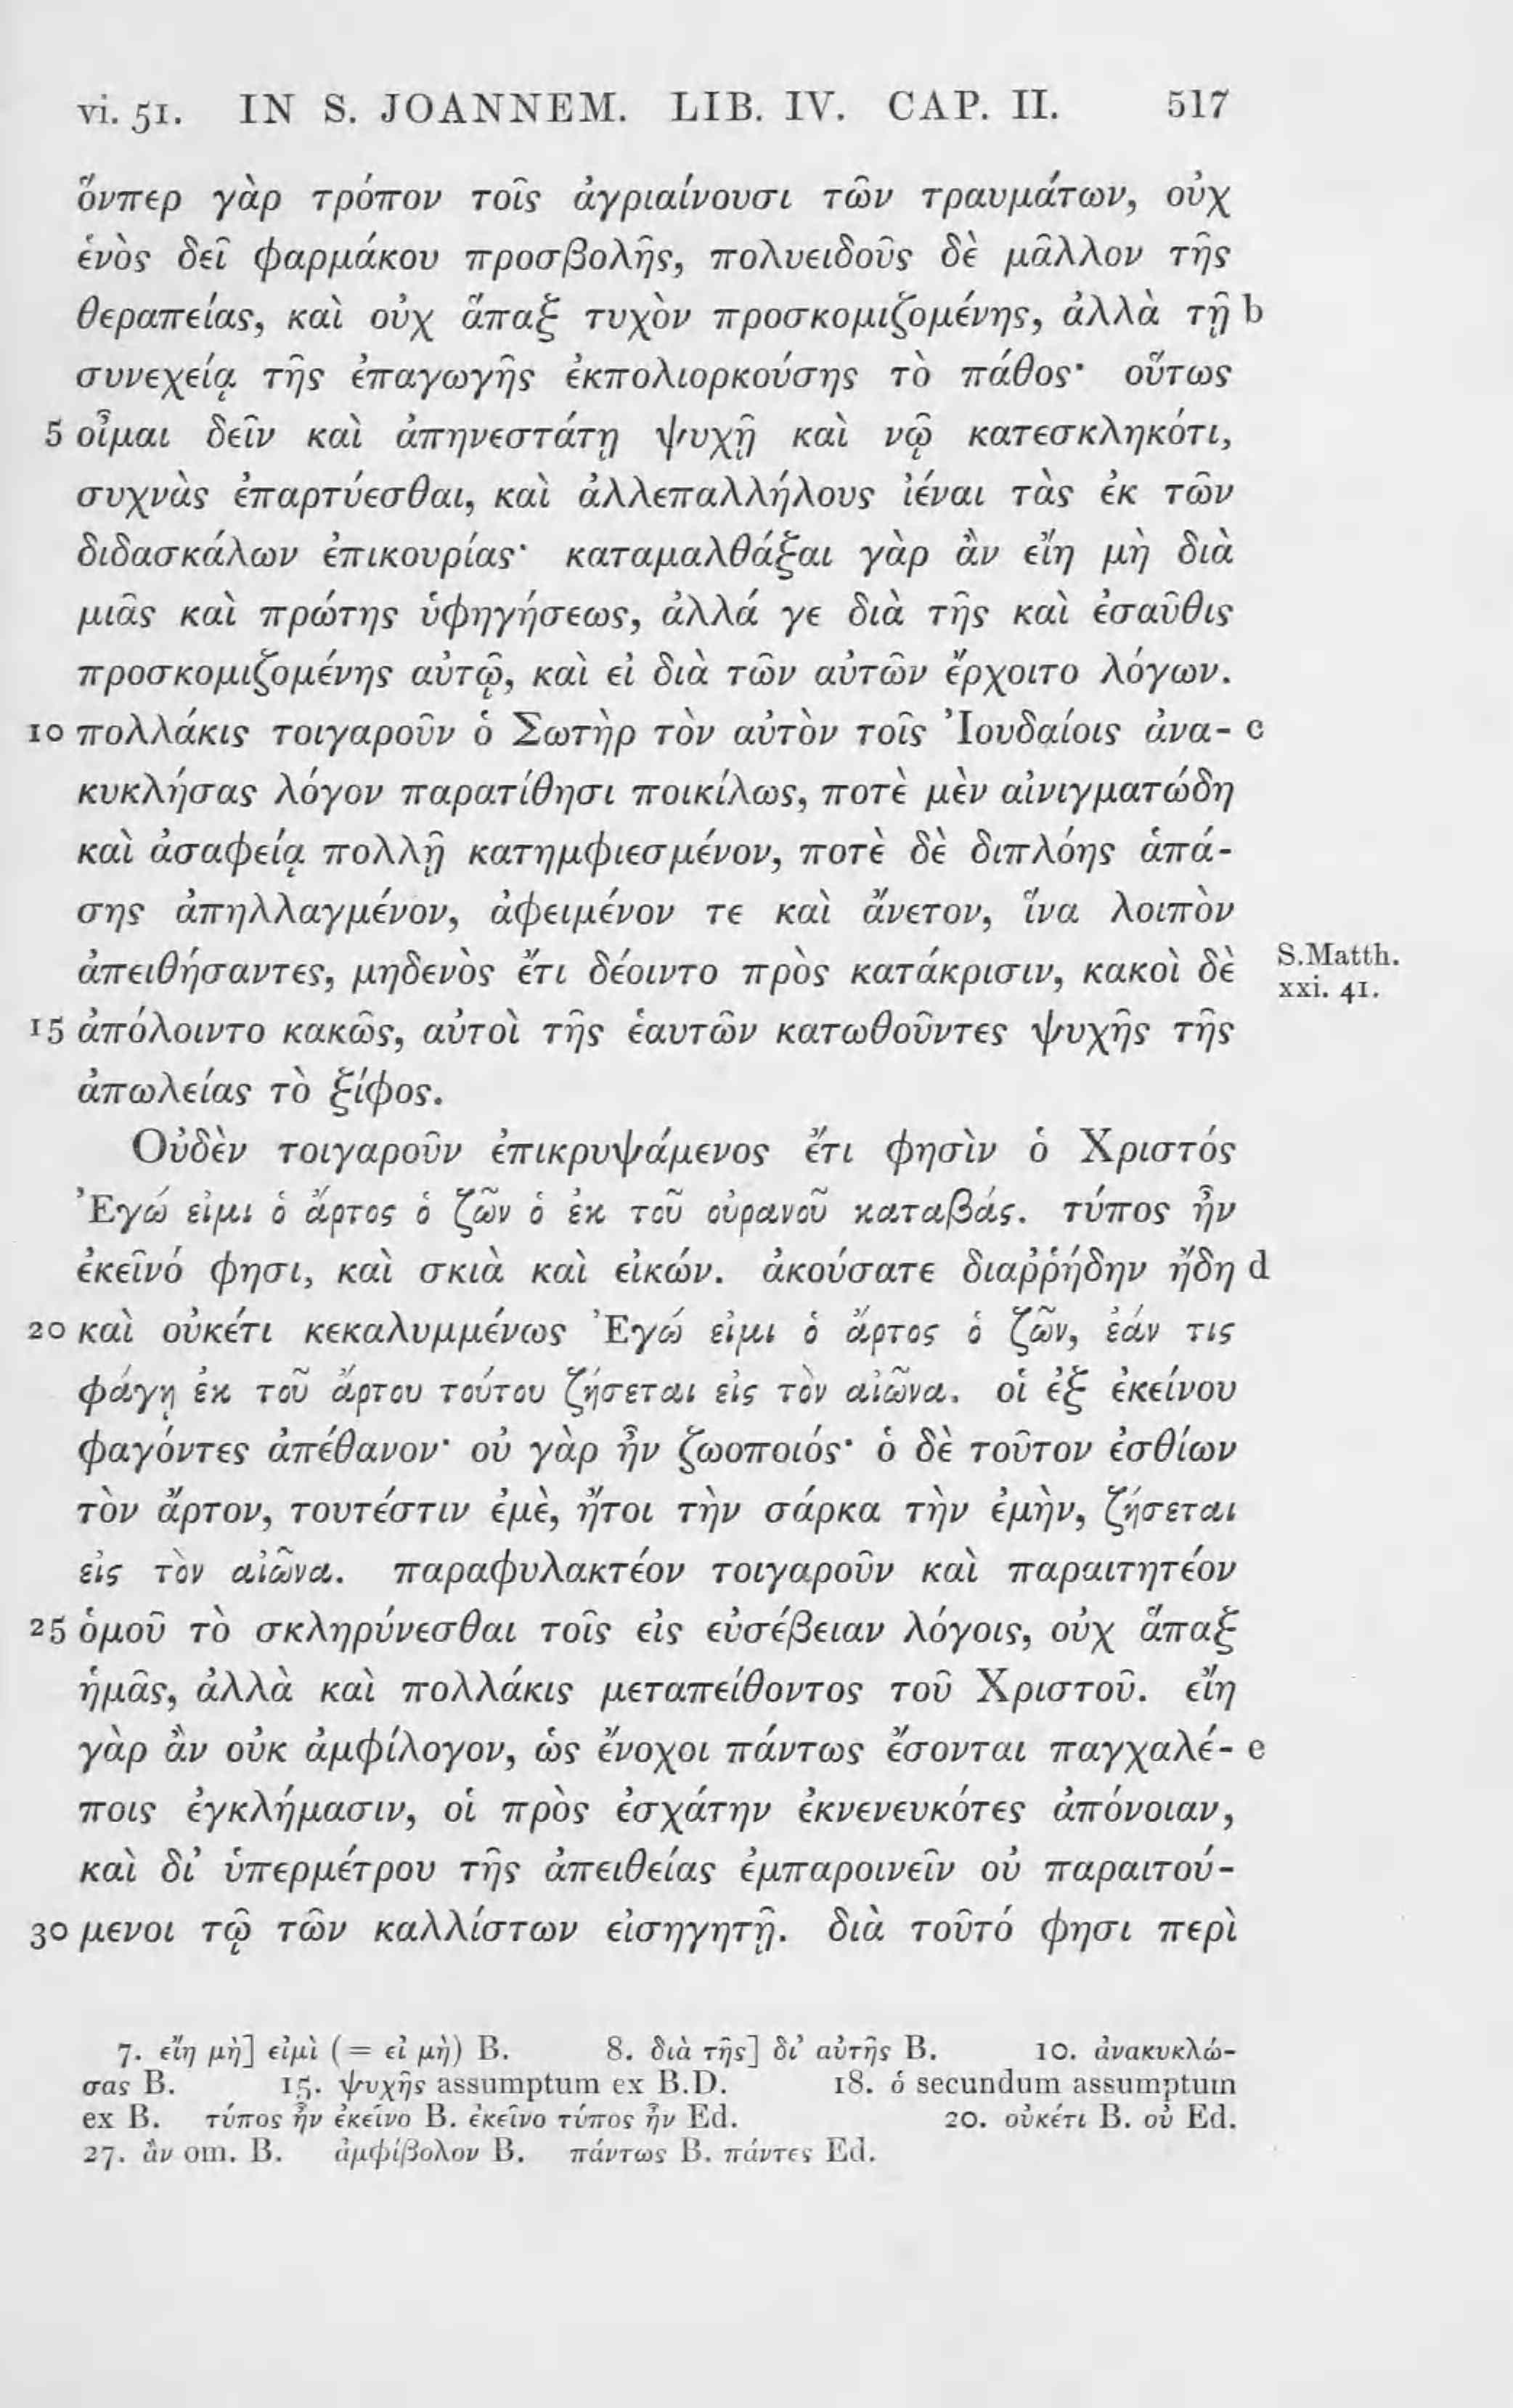 vi. 51. IN S. JOANNEM. LIB. IV. CAP. II. 517
ὅνπερ γὰρ τρόπον τοῖς ἀγριαίνουσι τῶν τραυμάτων, οὐχ
ἑνὸς δεῖ φαρμάκου προσβολῆς, πολυειδοῦς δὲ μᾶλλον τῆς
θεραπείας, καὶ οὐχ ἅπαξ τυχὸν προσκομιζομένης, ἀλλὰ τῇ b
συνεχείᾳ τῆς ἐπαγωγῆς ἐκπολιορκούσης τὸ πάθος· οὕτως
5 οἶμαι δεῖν καὶ ἀπηνεστάτῃ ψυχῇ καὶ νῷ κατεσκληκότι,
συχνὰς ἐπαρτύεσθαι, καὶ ἀλλεπαλλήλους ἰέναι τὰς ἐκ τῶν
διδασκάλων ἐπικουρίας· καταμαλθάξαι γὰρ ἂν εἴη μὴ διὰ
μιᾶς καὶ πρώτης ὑφηγήσεως, ἀλλά γε διὰ τῆς καὶ ἐσαῦθις
προσκομιζομένης αὐτῷ, καὶ εἰ διὰ τῶν αὐτῶν ἔρχοιτο λόγων.
10 πολλάκις τοιγαροῦν ὁ Σωτὴρ τὸν αὐτὸν τοῖς Ἰουδαίοις ἀνα- c
κυκλήσας λόγον παρατίθησι ποικίλως, ποτὲ μὲν αἰνιγματώδη
καὶ ἀσαφείᾳ πολλῇ κατημφιεσμένον, ποτὲ δὲ διπλόης ἁπά-
σης ἀπηλλαγμένον, ἀφειμένον τε καὶ ἄνετον, ἵνα λοιπὸν
ἀπειθήσαντες, μηδενὸς ἔτι δέοιντο πρὸς κατάκρισιν, κακοὶ δὲ S.Matth.
xxi. 41.
15 ἀπόλοιντο κακῶς, αὐτοὶ τῆς ἑαυτῶν κατωθοῦντες ψυχῆς τῆς
ἀπωλείας τὸ ξίφος.
Οὐδὲν τοιγαροῦν ἐπικρυψάμενος ἔτι φησὶν ὁ Χριστός
Ἐγώ εἰμι ὁ ἄρτος ὁ ζῶν ὁ ἐκ τοῦ οὐρανοῦ καταβάς. τύπος ἦν
ἐκεῖνό φησι, καὶ σκιὰ καὶ εἰκών. ἀκούσατε διαῤῥήδην ἤδη d
20 καὶ οὐκέτι κεκαλυμμένως Ἐγώ εἰμι ὁ ἄρτος ὁ ζῶν, ἐάν τις
φάγῃ ἐκ τοῦ ἄρτου τούτου ζήσεται εἰς τὸν αἰῶνα. οἱ ἐξ ἐκείνου
φαγόντες ἀπέθανον· οὐ γὰρ ἦν ζωοποιός· ὁ δὲ τοῦτον ἐσθίων
τὸν ἄρτον, τουτέστιν ἐμὲ, ἤτοι τὴν σάρκα τὴν ἐμὴν, ζήσεται
εἰς τὸν αἰῶνα. παραφυλακτέον τοιγαροῦν καὶ παραιτητέον
25 ὁμοῦ τὸ σκληρύνεσθαι τοῖς εἰς εὐσέβειαν λόγοις, οὐχ ἅπαξ
ἡμᾶς, ἀλλὰ καὶ πολλάκις μεταπείθοντος τοῦ Χριστοῦ. εἴη
γὰρ ἂν οὐκ ἀμφίλογον, ὡς ἔνοχοι πάντως ἔσονται παγχαλέ- e
ποις ἐγκλήμασιν, οἱ πρὸς ἐσχάτην ἐκνενευκότες ἀπόνοιαν,
καὶ δι’ ὑπερμέτρου τῆς ἀπειθείας ἐμπαροινεῖν οὐ παραιτού-
30 μενοι τῷ τῶν καλλίστων εἰσηγητῇ. διὰ τοῦτό φησι περὶ
7. εἴη μὴ] εἰμὶ (= εἰ μὴ) B. 8. διὰ τῆς] δι’ αὐτῆς B. 10. ἀνακυκλώ-
σας B. 15. ψυχῆς assumptum ex B.D. 18. ὁ secundum assumptum
ex B. τύπος ἦν ἐκεῖνο B. ἐκεῖνο τύπος ἦν Ed. 20. οὐκέτι B. οὐ Ed.
27. ἂν om. B. ἀμφίβολον B. πάντως B. πάντες Ed.